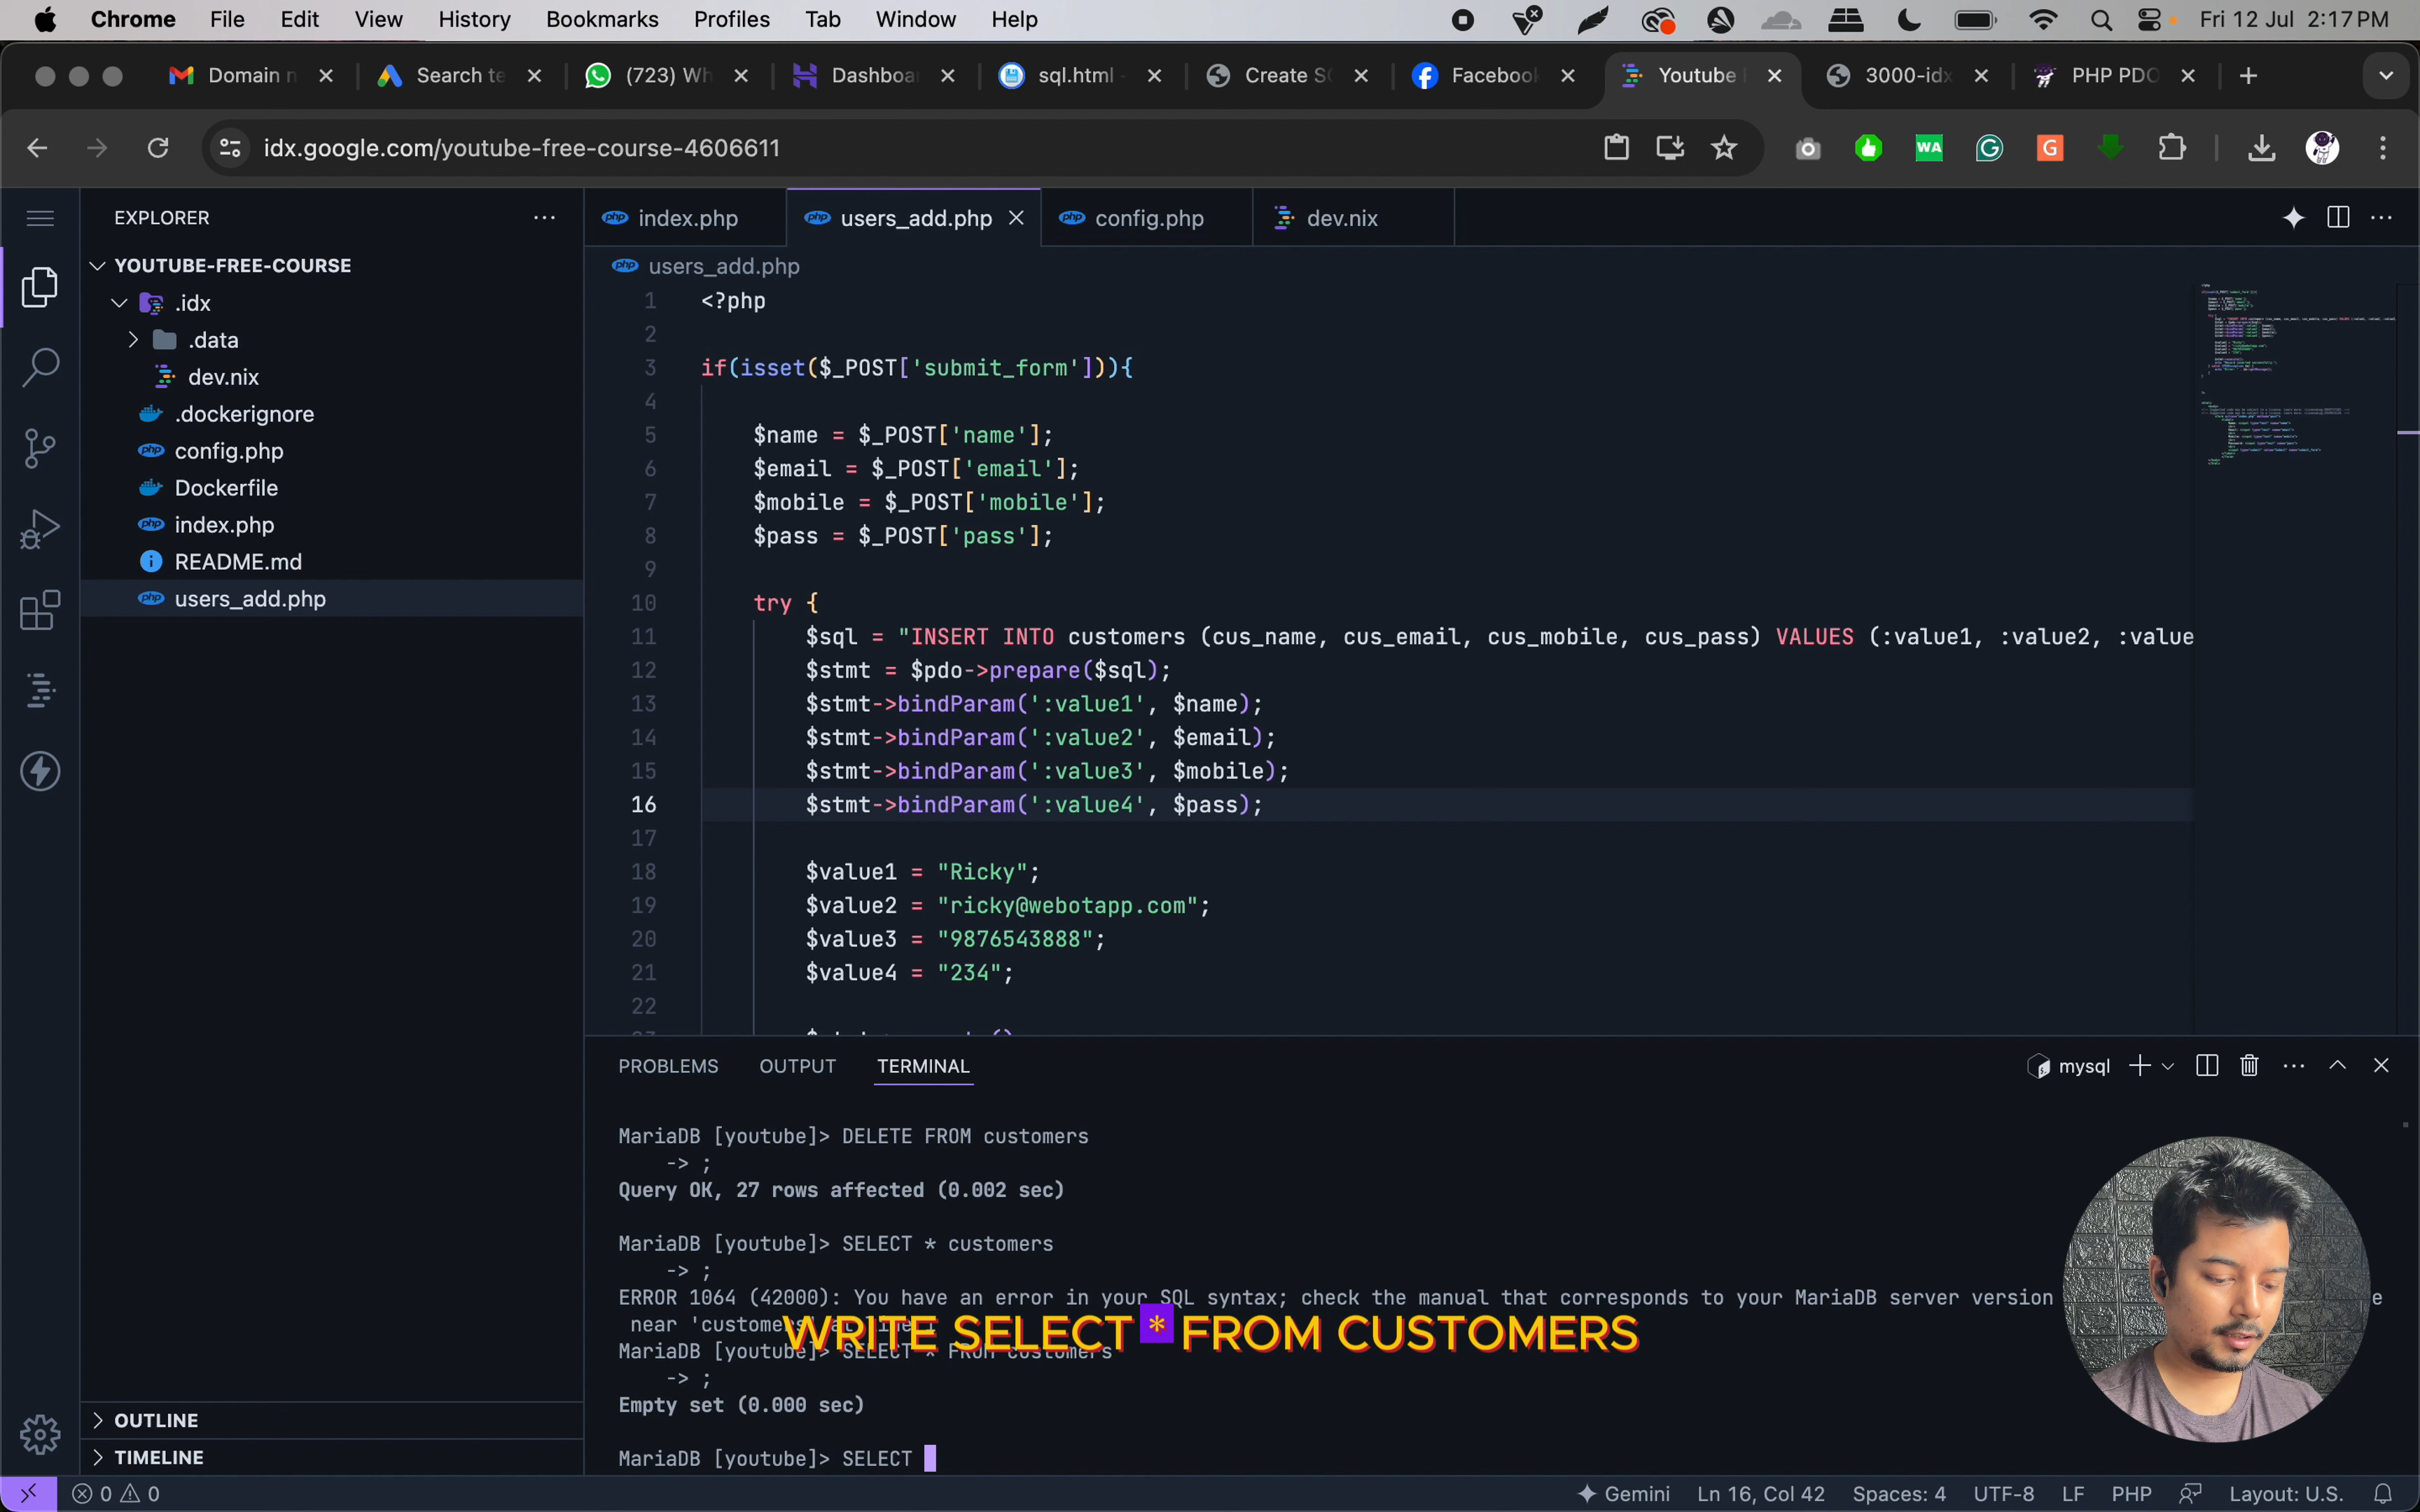 Chrome File Edit View History Bookmarks Profiles Tab Window Help Fri 12 Jul 2:17 PM
Domain n Search te (723) Wh Dashboar sql.html - Create SQ Facebook Youtube 3000-idx PHP PDO
idx.google.com/youtube-free-course-4606611
EXPLORER
index.php users_add.php config.php dev.nix
YOUTUBE-FREE-COURSE
.idx
.data
dev.nix
.dockerignore
config.php
Dockerfile
index.php
README.md
users_add.php
OUTLINE
TIMELINE
users_add.php
1 <?php
2
3 if(isset($_POST['submit_form'])){
4
5 $name = $_POST['name'];
6 $email = $_POST['email'];
7 $mobile = $_POST['mobile'];
8 $pass = $_POST['pass'];
9
10 try {
11 $sql = "INSERT INTO customers (cus_name, cus_email, cus_mobile, cus_pass) VALUES (:value1, :value2, :value
12 $stmt = $pdo->prepare($sql);
13 $stmt->bindParam(':value1', $name);
14 $stmt->bindParam(':value2', $email);
15 $stmt->bindParam(':value3', $mobile);
16 $stmt->bindParam(':value4', $pass);
17
18 $value1 = "Ricky";
19 $value2 = "ricky@webotapp.com";
20 $value3 = "9876543888";
21 $value4 = "234";
22
PROBLEMS OUTPUT TERMINAL mysql
MariaDB [youtube]> DELETE FROM customers
-> ;
Query OK, 27 rows affected (0.002 sec)
MariaDB [youtube]> SELECT * customers
-> ;
ERROR 1064 (42000): You have an error in your SQL syntax; check the manual that corresponds to your MariaDB server version
near 'customers' at line 1
WRITE SELECT * FROM CUSTOMERS
MariaDB [youtube]> SELECT * FROM customers
-> ;
Empty set (0.000 sec)
MariaDB [youtube]> SELECT
0 0 Gemini Ln 16, Col 42 Spaces: 4 UTF-8 LF PHP Layout: U.S.